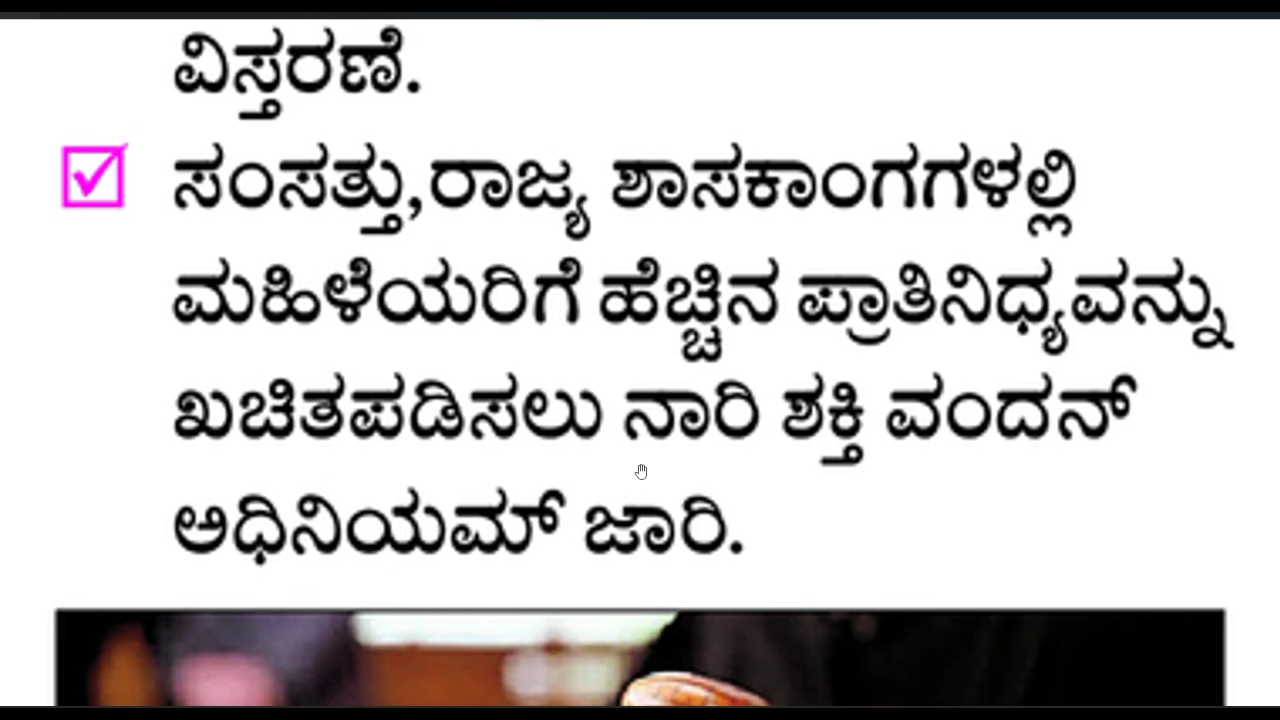 ವಿಸ್ತರಣೆ.
ಸಂಸತ್ತು,ರಾಜ್ಯ ಶಾಸಕಾಂಗಗಳಲ್ಲಿ
ಮಹಿಳೆಯರಿಗೆ ಹೆಚ್ಚಿನ ಪ್ರಾತಿನಿಧ್ಯವನ್ನು
ಖಚಿತಪಡಿಸಲು ನಾರಿ ಶಕ್ತಿ ವಂದನ್
ಅಧಿನಿಯಮ್ ಜಾರಿ.